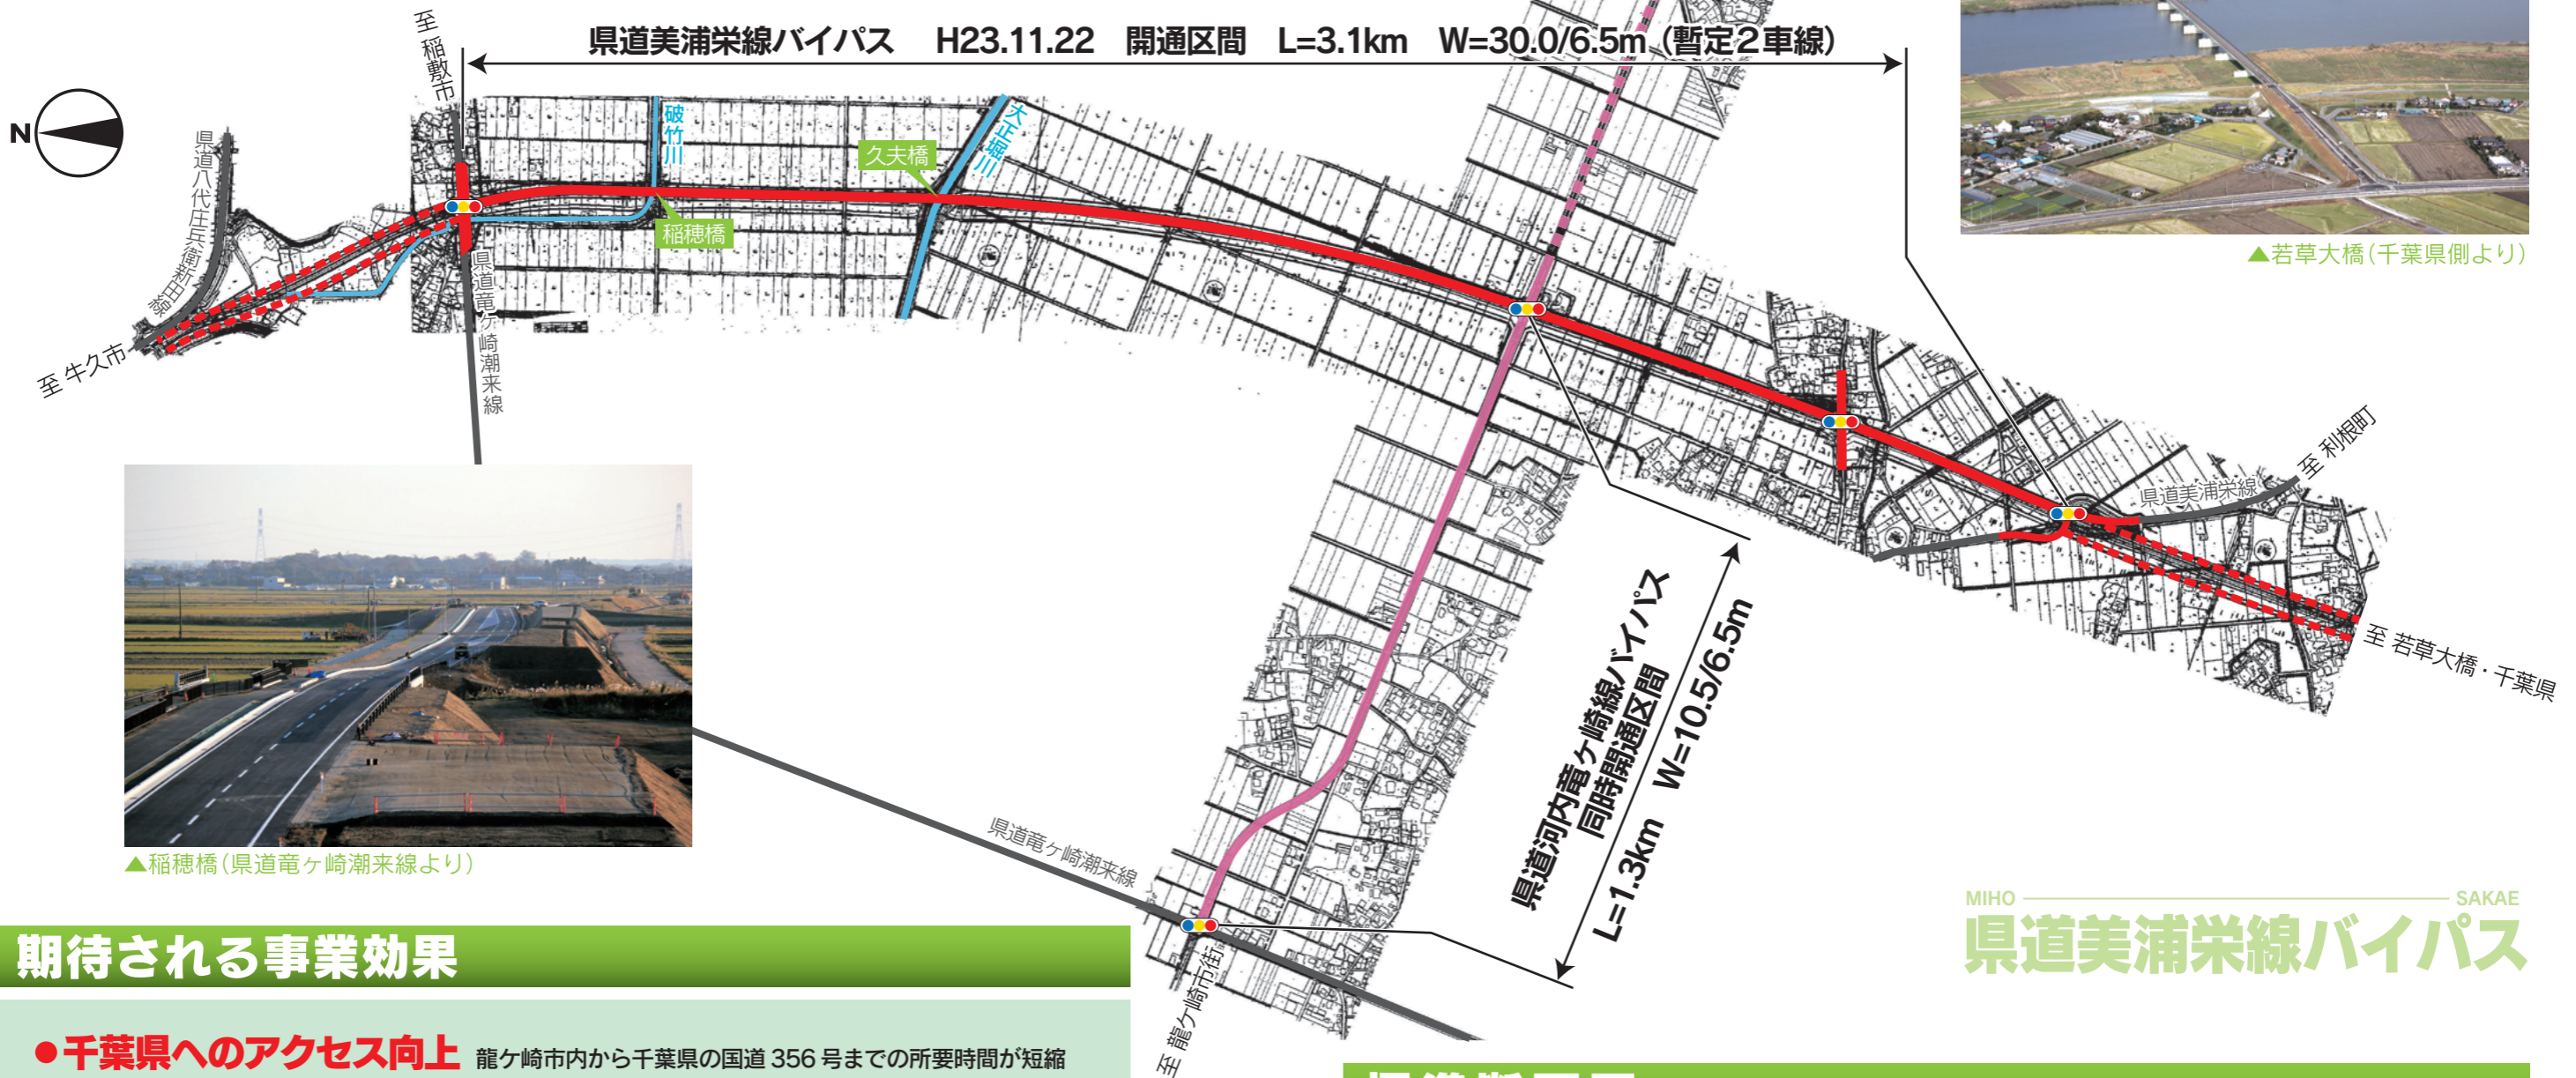 県道美浦栄線バイパス H23.11.22 開通区間 L=3.1km W=30.0/6.5m（暫定2車線）
至 稲敷市
N
県道八代庄兵衛新田線
破竹川
久夫橋
大正堀川
稲穂橋
県道竜ケ崎潮来線
至 牛久市
▲若草大橋（千葉県側より）
県道美浦栄線
至 利根町
至 若草大橋・千葉県
県道河内竜ケ崎線バイパス
同時開通区間
L=1.3km W=10.5/6.5m
▲稲穂橋（県道竜ケ崎潮来線より）
県道竜ケ崎潮来線
至 龍ケ崎市街
MIHO SAKAE
県道美浦栄線バイパス
期待される事業効果
●千葉県へのアクセス向上 龍ケ崎市内から千葉県の国道 356 号までの所要時間が短縮